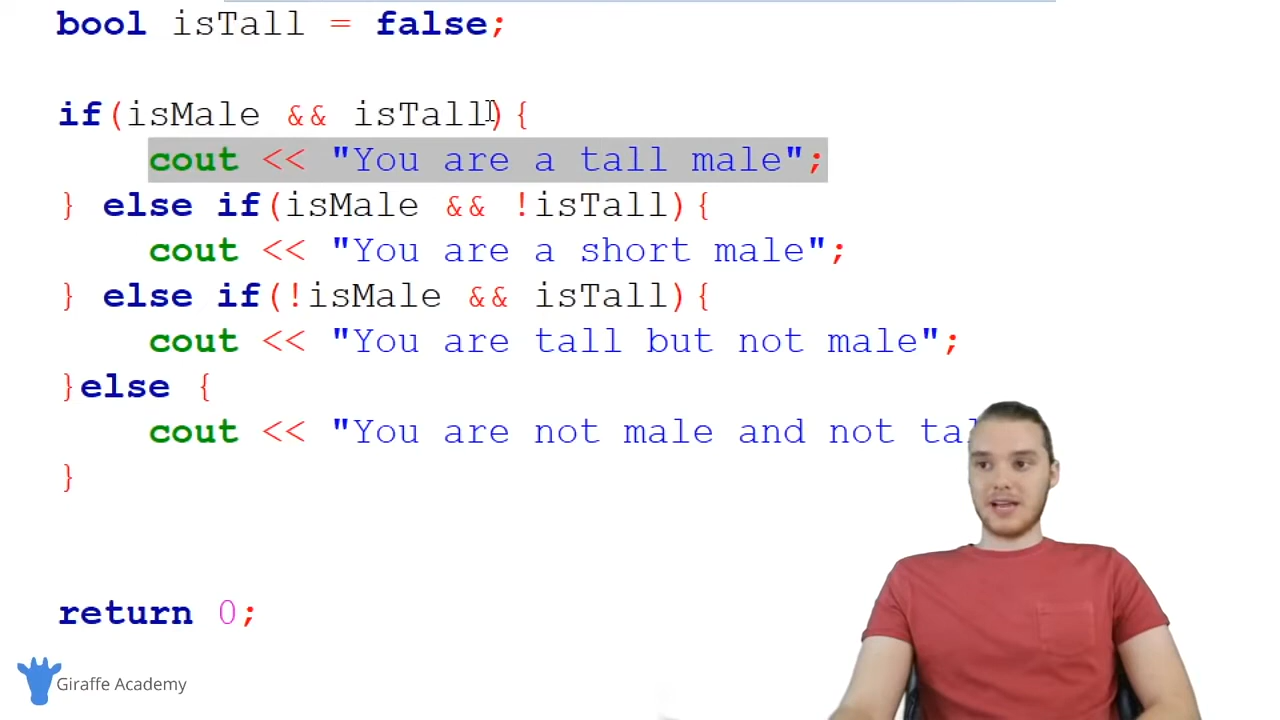 bool isTall = false;
if(isMale && isTall){
cout << "You are a tall male";
} else if(isMale && !isTall){
cout << "You are a short male";
} else if(!isMale && isTall){
cout << "You are tall but not male";
}else {
cout << "You are not male and not
}
return 0;
Giraffe Academy